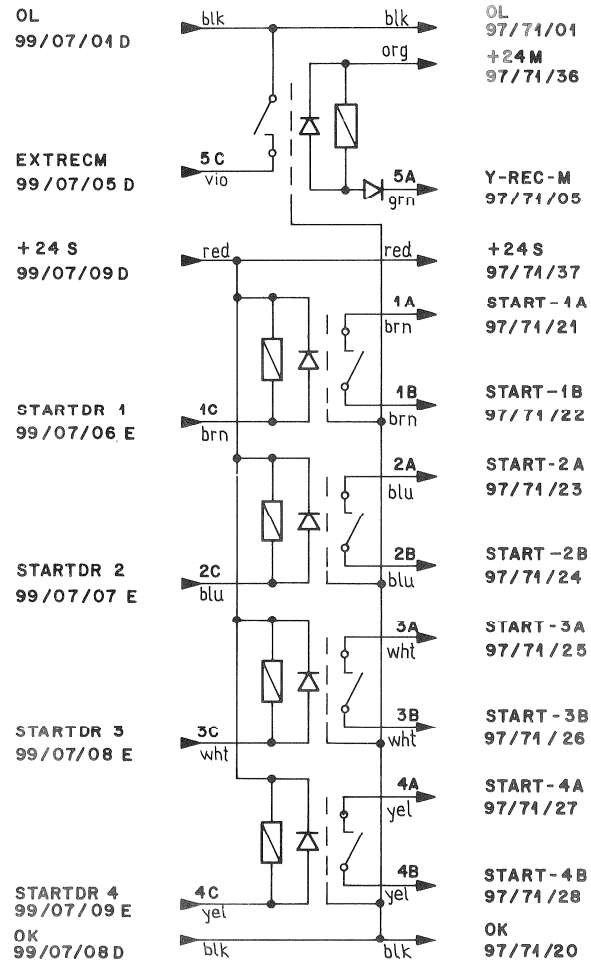 OL
99/07/01 D
blk
blk
OL
97/71/01
org
+24M
97/71/36
EXTRECM
99/07/05 D
5C
vio
5A
grn
Y-REC-M
97/71/05
+24 S
99/07/09 D
red
red
+24S
97/71/37
1A
brn
START-1A
97/71/21
STARTDR 1
99/07/06 E
1C
brn
1B
brn
START-1B
97/71/22
2A
blu
START-2A
97/71/23
STARTDR 2
99/07/07 E
2C
blu
2B
blu
START-2B
97/71/24
3A
wht
START-3A
97/71/25
STARTDR 3
99/07/08 E
3C
wht
3B
wht
START-3B
97/71/26
4A
yel
START-4A
97/71/27
STARTDR 4
99/07/09 E
4C
yel
4B
yel
START-4B
97/71/28
OK
99/07/08 D
blk
blk
OK
97/71/20